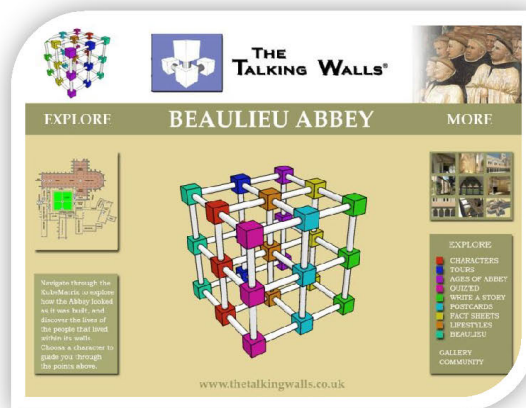 THE
TALKING WALLS®
EXPLORE
BEAULIEU ABBEY
MORE
Navigate through the
KubeMatrix to explore
how the Abbey looked
as it was built, and
discover the lives of
the people that lived
within its walls.
Choose a character to
guide you through
the points above.
EXPLORE
CHARACTERS
TOURS
AGES OF ABBEY
QUIZ'ED
WRITE A STORY
POSTCARDS
FACT SHEETS
LIFESTYLES
BEAULIEU
GALLERY
COMMUNITY
www.thetalkingwalls.co.uk